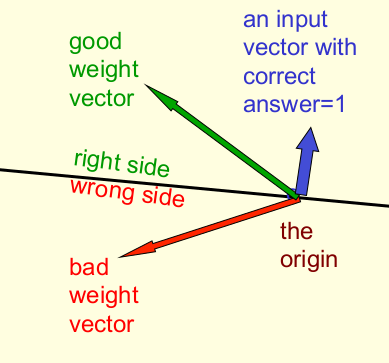 good
weight
vector
an input
vector with
correct
answer=1
right side
wrong side
the
origin
bad
weight
vector